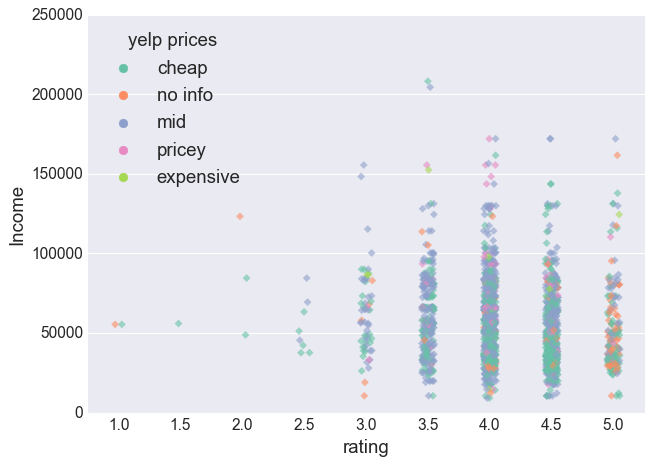 250000
200000
150000
100000
50000
0
Income
yelp prices
cheap
no info
mid
pricey
expensive
1.0 1.5 2.0 2.5 3.0 3.5 4.0 4.5 5.0
rating